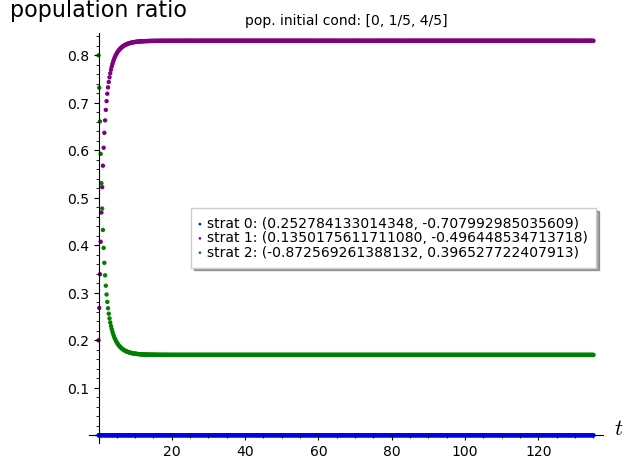 population ratio
pop. initial cond: [0, 1/5, 4/5]
0.8
0.7
0.6
0.5
0.4
0.3
0.2
0.1
strat 0: (0.252784133014348, -0.707992985035609)
strat 1: (0.1350175611711080, -0.496448534713718)
strat 2: (-0.872569261388132, 0.396527722407913)
t
20
40
60
80
100
120